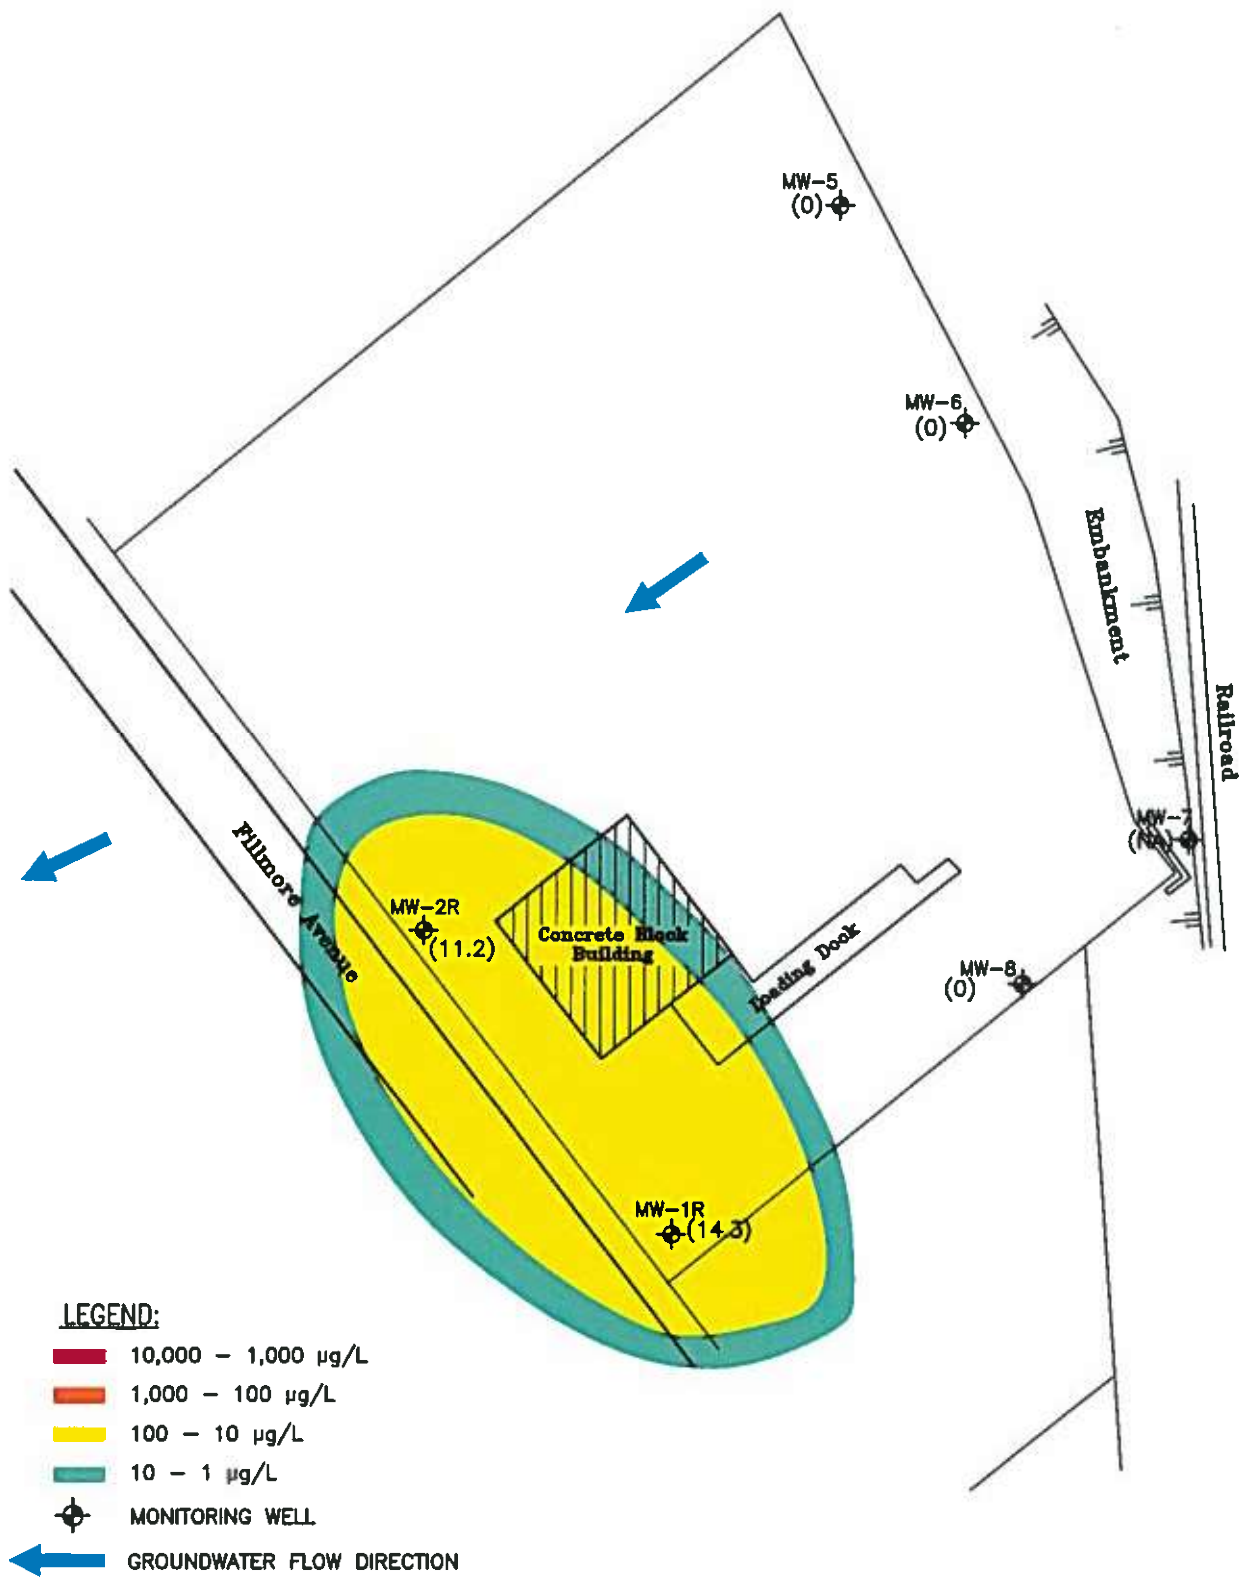 MW-5
(0)
MW-6
(0)
Embankment
Railroad
MW-7
(NA)
Fillmore Avenue
MW-2R
(11.2)
Concrete Block
Building
Loading Dock
MW-8
(0)
MW-1R
(14.3)
LEGEND:
10,000 - 1,000 µg/L
1,000 - 100 µg/L
100 - 10 µg/L
10 - 1 µg/L
MONITORING WELL
GROUNDWATER FLOW DIRECTION